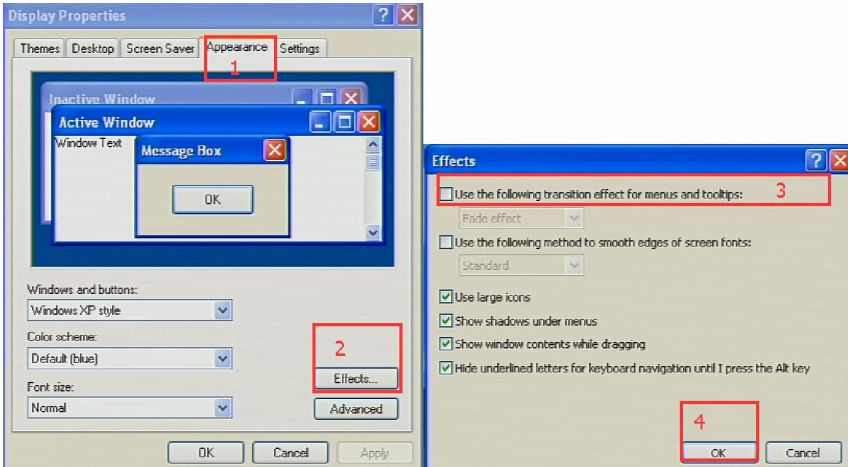 Display Properties
Themes Desktop Screen Saver Appearance Settings
1
Inactive Window
Active Window
Window Text
Message Box
OK
Windows and buttons:
Windows XP style
Color scheme:
Default (blue)
Font size:
Normal
2
Effects...
Advanced
OK Cancel Apply
Effects
Use the following transition effect for menus and tooltips: 3
Fade effect
Use the following method to smooth edges of screen fonts:
Standard
Use large icons
Show shadows under menus
Show window contents while dragging
Hide underlined letters for keyboard navigation until I press the Alt key
4
OK Cancel